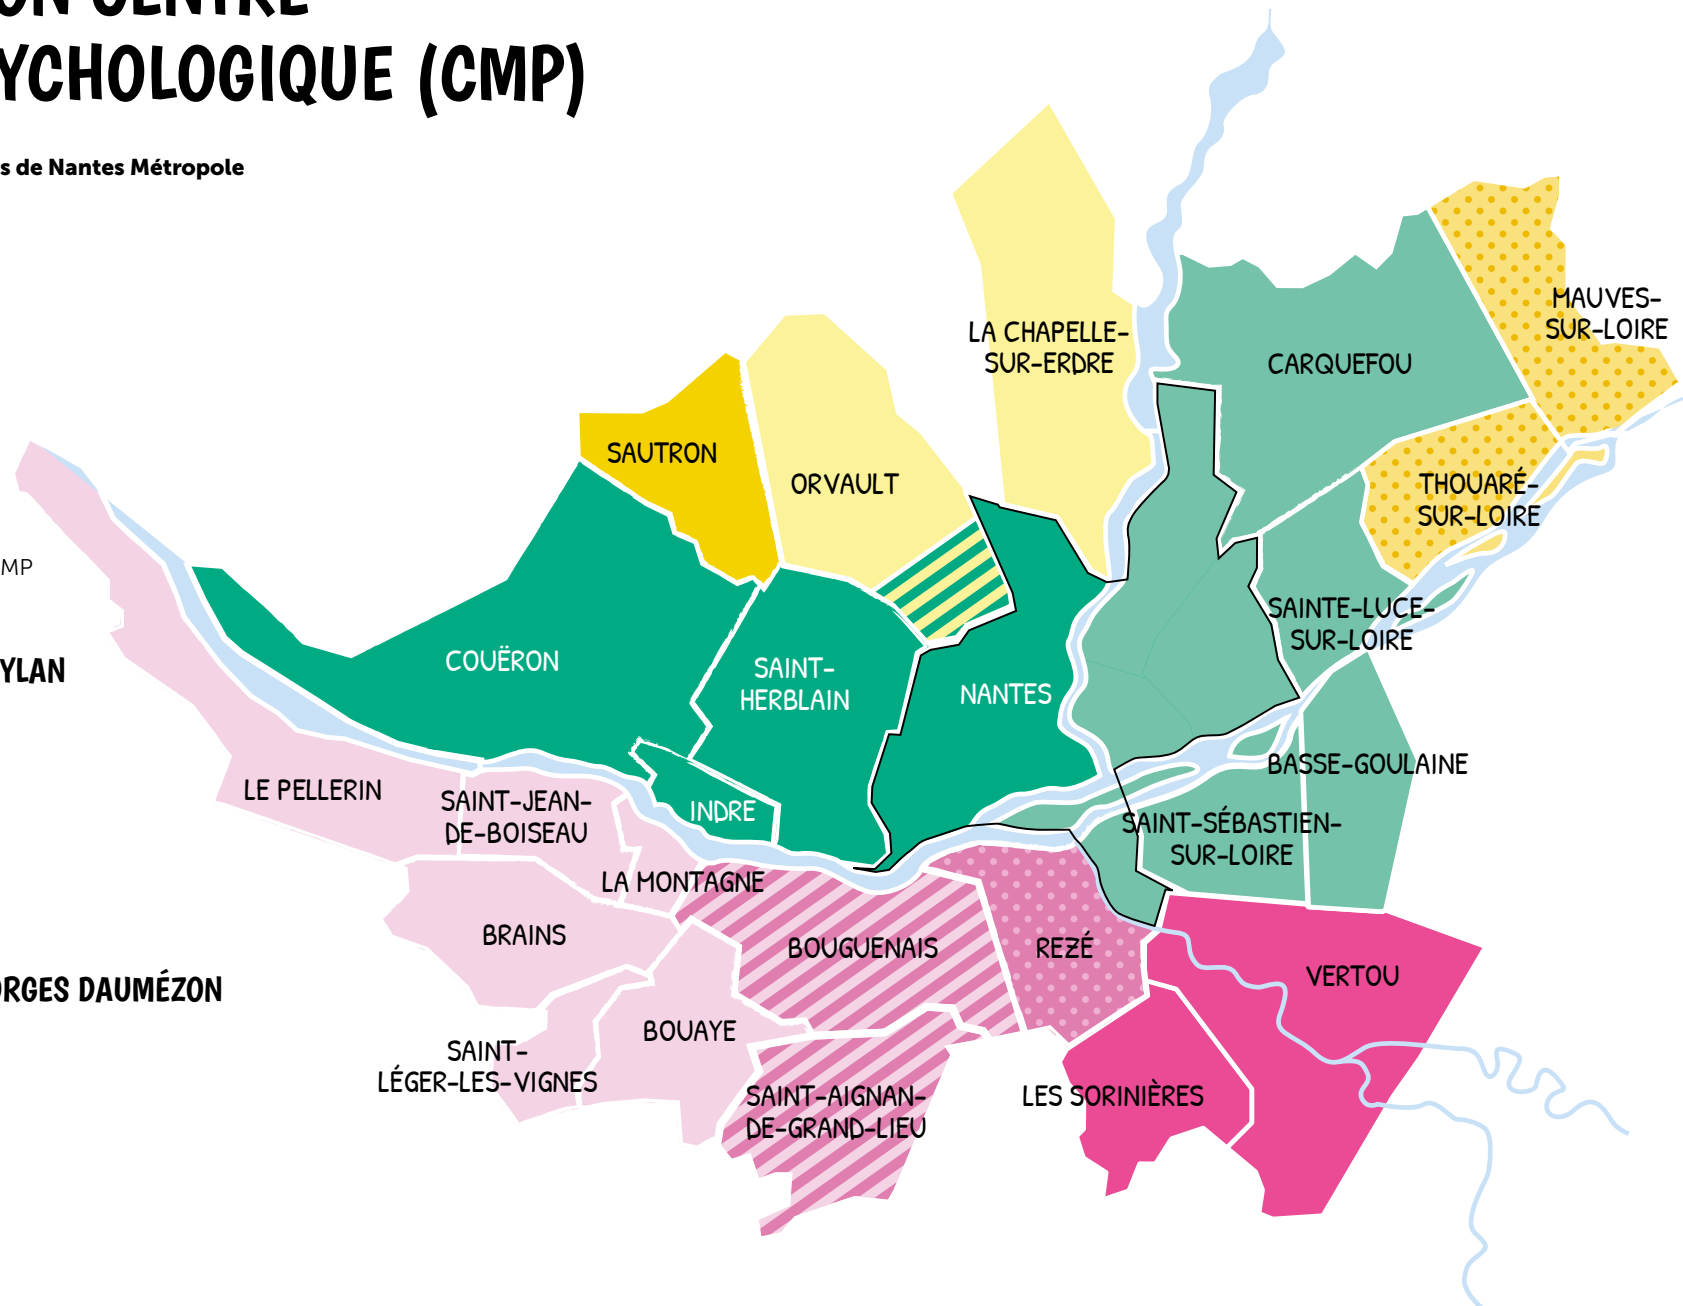 ON CENTRE
YCHOLOGIQUE (CMP)
s de Nantes Métropole
MP
YLAN
RGES DAUMÉZON
LA CHAPELLE-
SUR-ERDRE
MAUVES-
SUR-LOIRE
CARQUEFOU
SAUTRON
ORVAULT
THOUARÉ-
SUR-LOIRE
SAINTE-LUCE-
SUR-LOIRE
COUËRON
SAINT-
HERBLAIN
NANTES
BASSE-GOULAINE
LE PELLERIN
SAINT-JEAN-
DE-BOISEAU
INDRE
SAINT-SÉBASTIEN-
SUR-LOIRE
LA MONTAGNE
BRAINS
BOUGUENAIS
REZÉ
VERTOU
BOUAYE
SAINT-
LÉGER-LES-VIGNES
SAINT-AIGNAN-
DE-GRAND-LIEU
LES SORINIÈRES